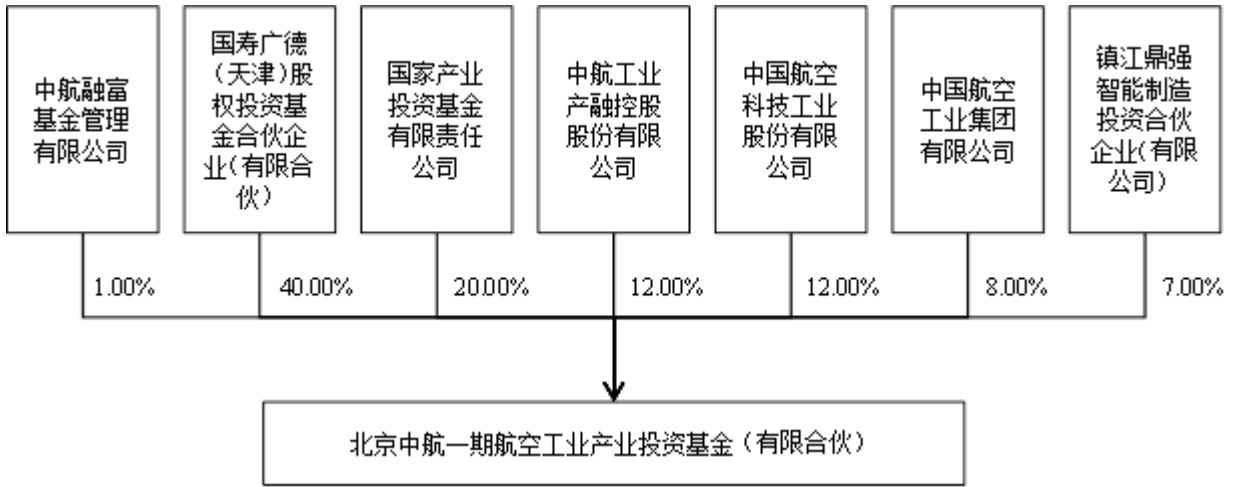 中航融富
基金管理
有限公司
国寿广德
（天津）股
权投资基
金合伙企
业（有限合
伙）
国家产业
投资基金
有限责任
公司
中航工业
产融控股
股份有限
公司
中国航空
科技工业
股份有限
公司
中国航空
工业集团
有限公司
镇江鼎强
智能制造
投资合伙
企业（有限
公司）
1.00%
40.00%
20.00%
12.00%
12.00%
8.00%
7.00%
北京中航一期航空工业产业投资基金（有限合伙）